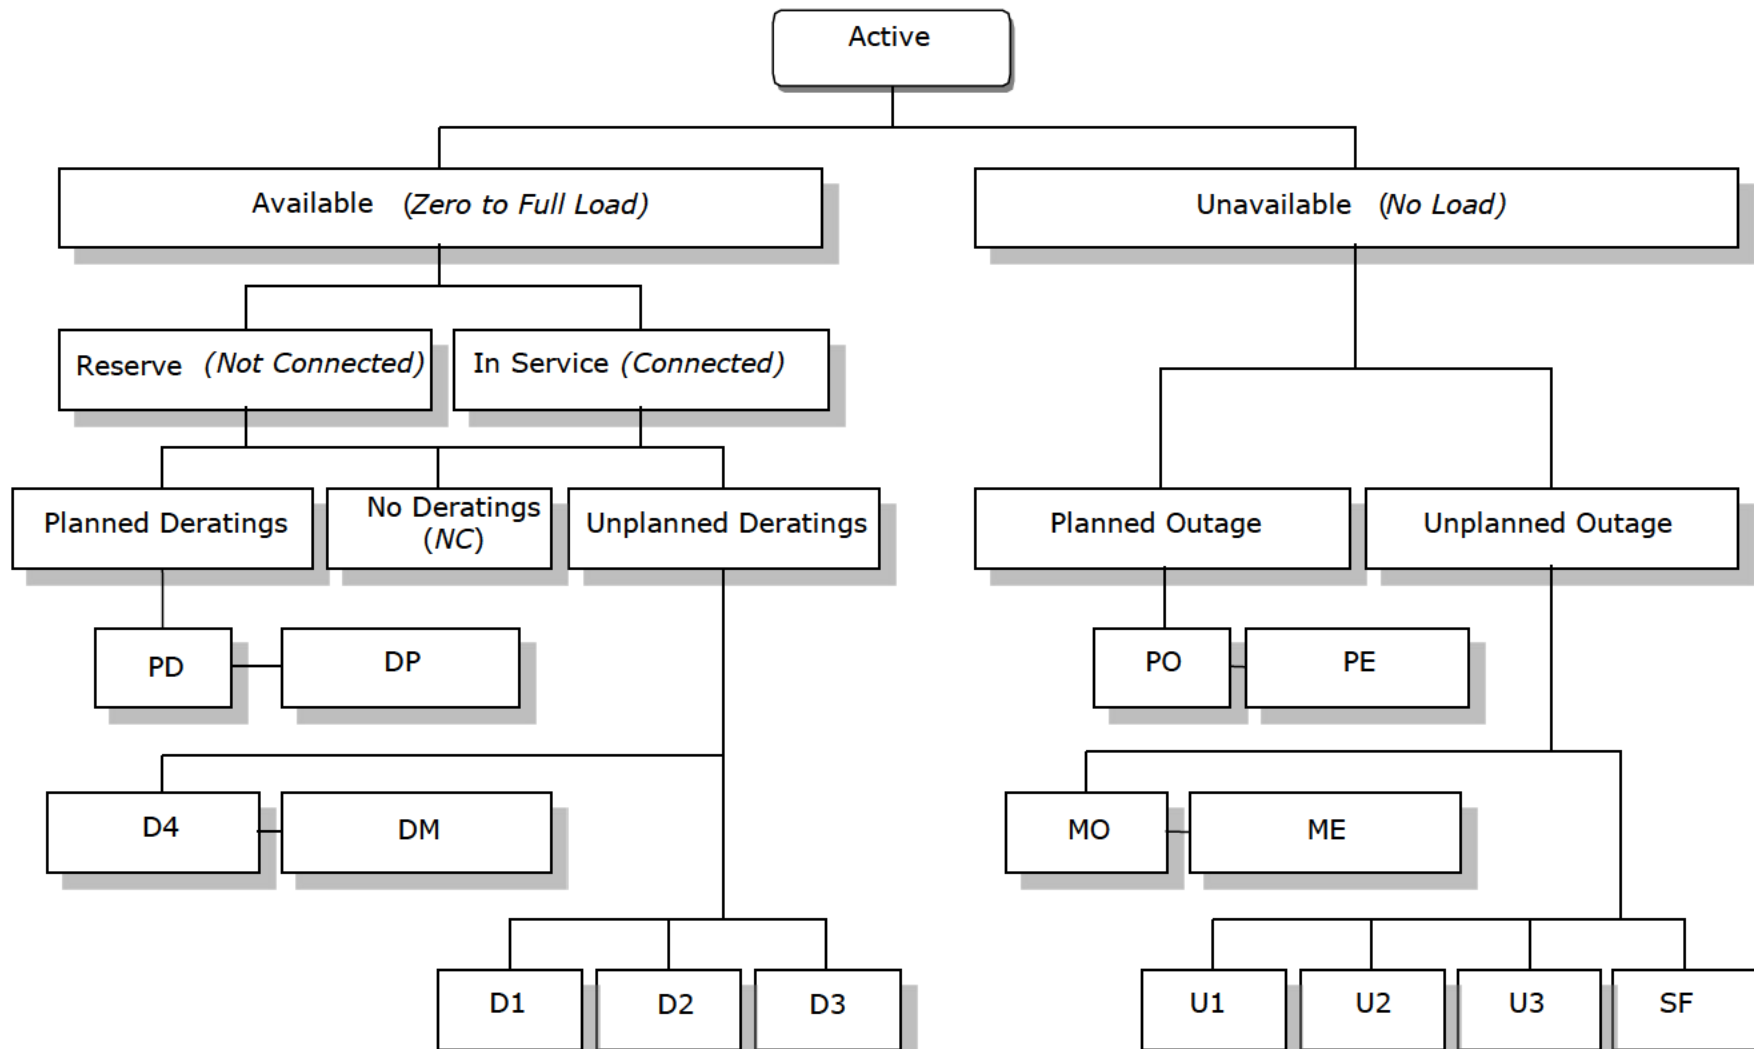 Active
Available (Zero to Full Load)
Unavailable (No Load)
Reserve (Not Connected)
In Service (Connected)
Planned Deratings
No Deratings
(NC)
Unplanned Deratings
Planned Outage
Unplanned Outage
PD
DP
PO
PE
D4
DM
MO
ME
D1
D2
D3
U1
U2
U3
SF